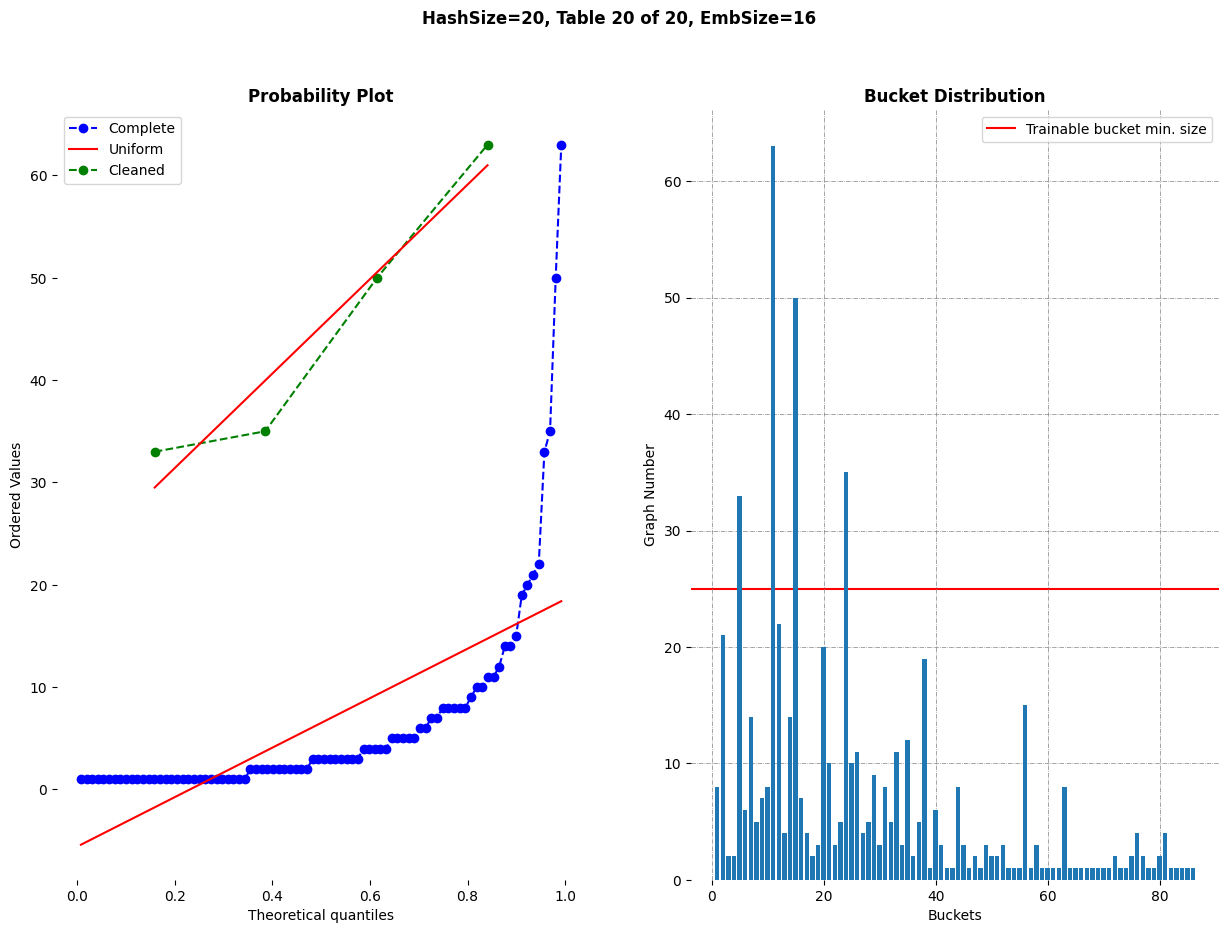 HashSize=20, Table 20 of 20, EmbSize=16
Probability Plot
Complete
Uniform
Cleaned
60
50
40
30
20
10
0
Ordered Values
0.0 0.2 0.4 0.6 0.8 1.0
Theoretical quantiles
Bucket Distribution
Trainable bucket min. size
60
50
40
30
20
10
0
Graph Number
0 20 40 60 80
Buckets